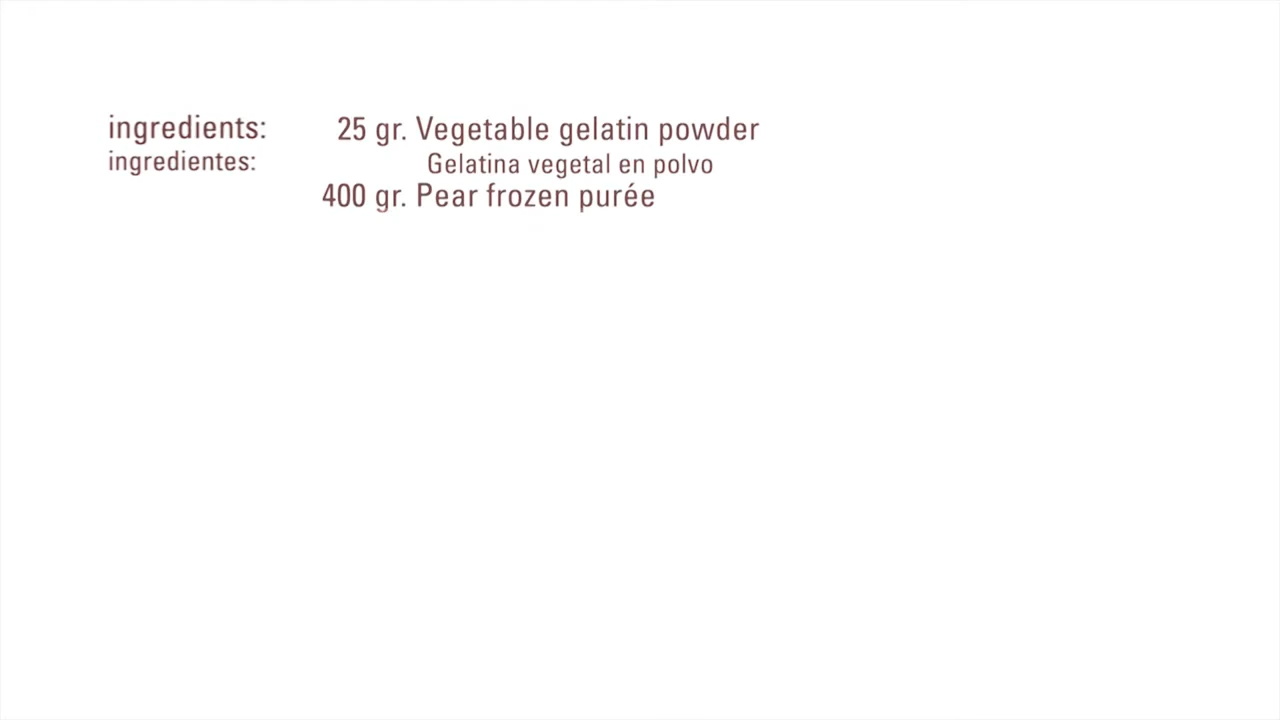 ingredients: 25 gr. Vegetable gelatin powder
ingredientes: Gelatina vegetal en polvo
400 gr. Pear frozen purée